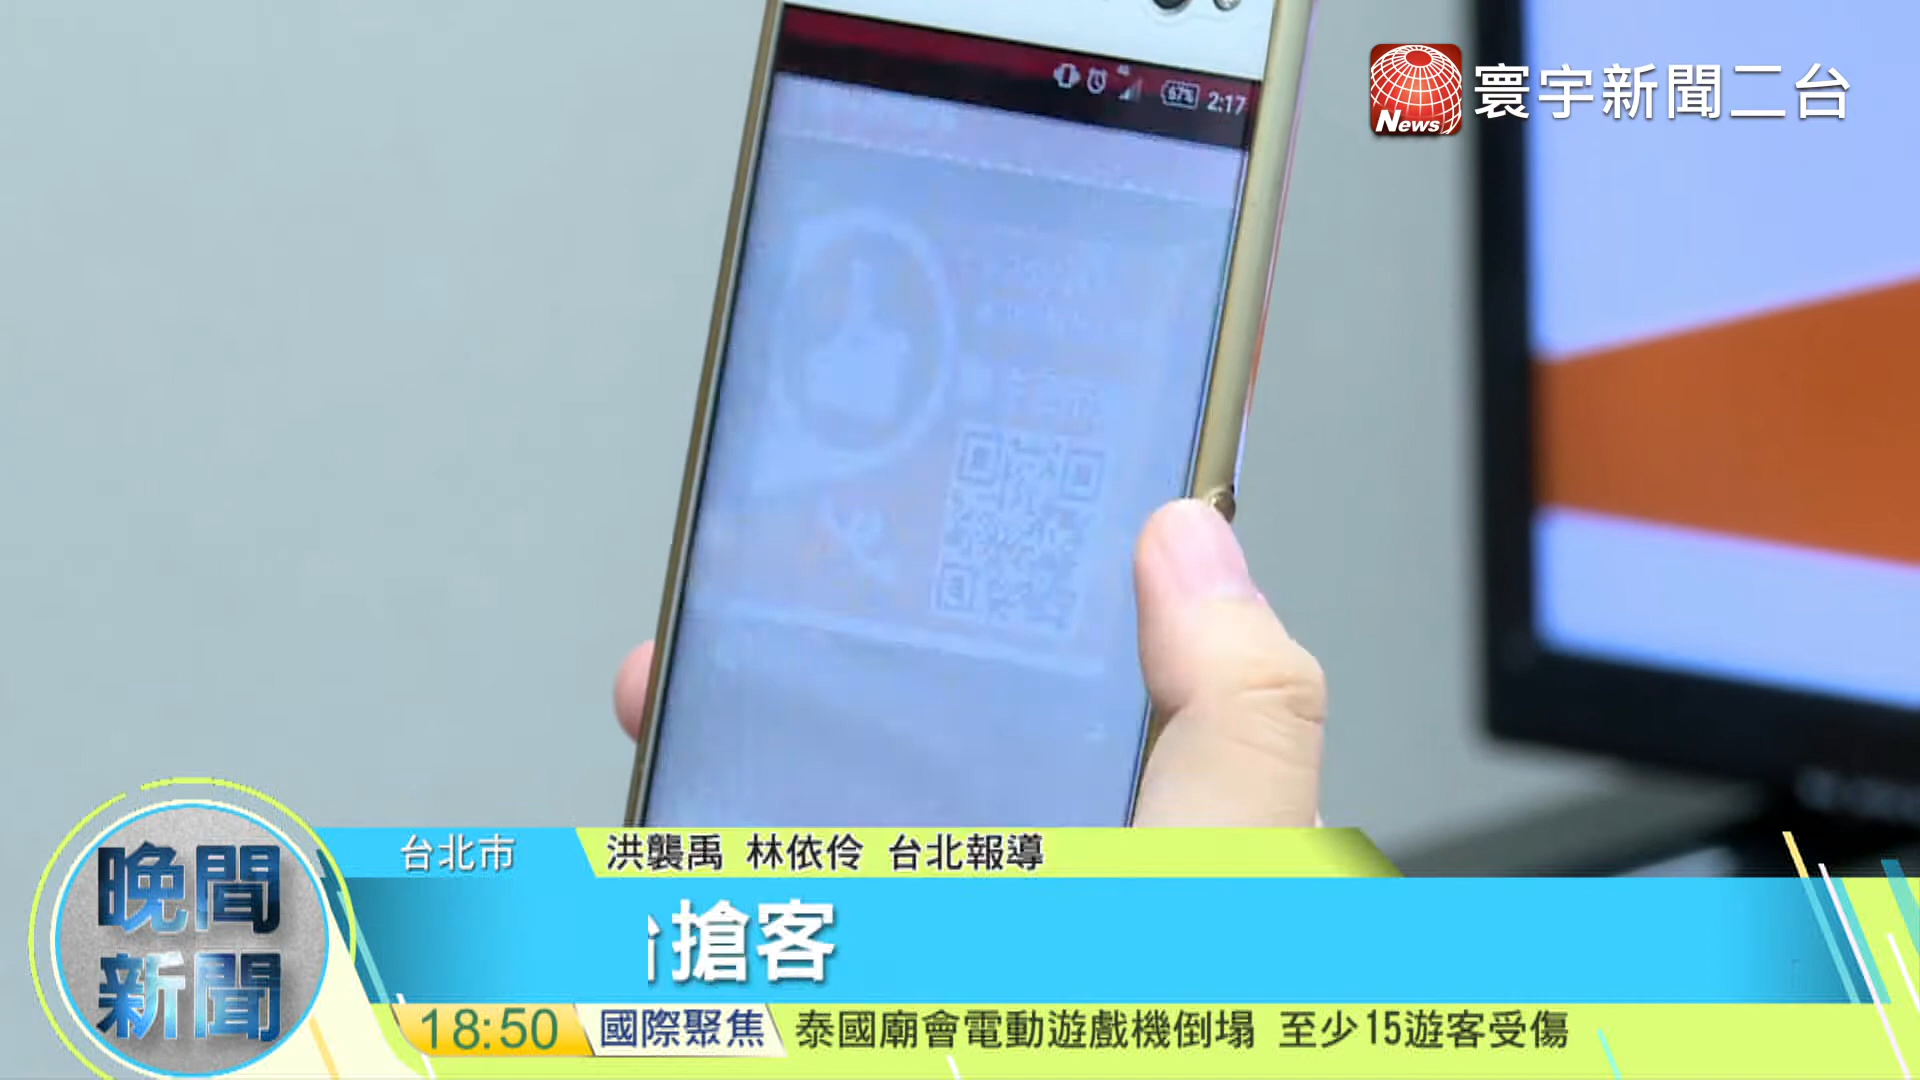 67% 2:17
News 寰宇新聞二台
台北市 洪襲禹 林依伶 台北報導
搶客
晚間
新聞
18:50 國際聚焦 泰國廟會電動遊戲機倒塌 至少15遊客受傷